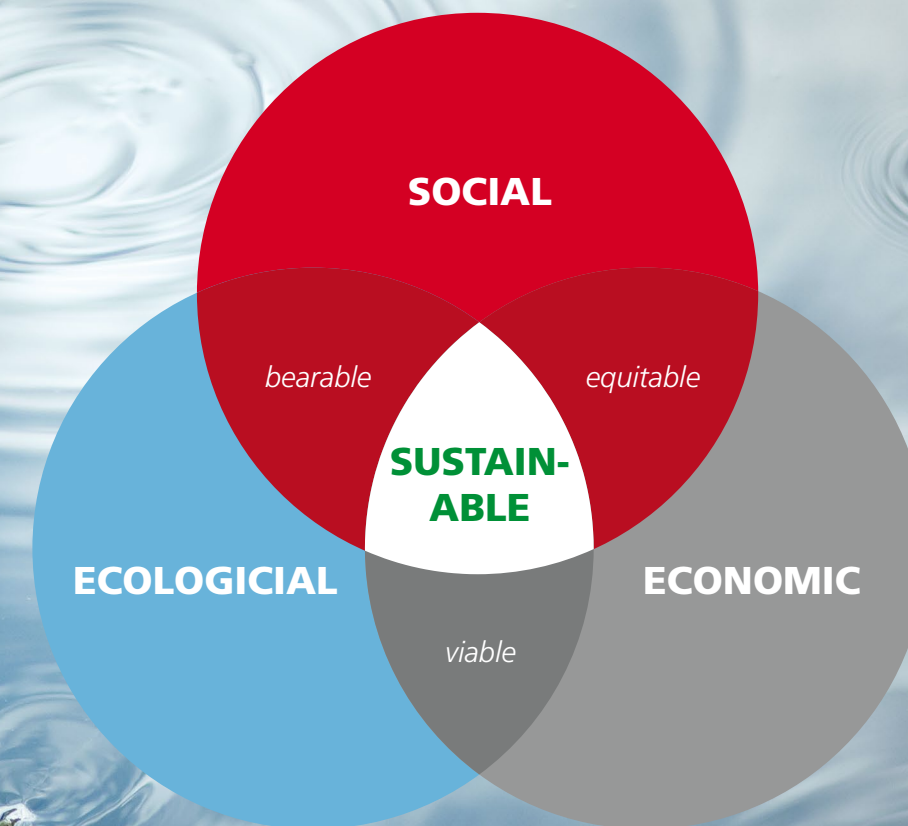 SOCIAL
bearable
equitable
SUSTAIN-
ABLE
ECOLOGICIAL
ECONOMIC
viable